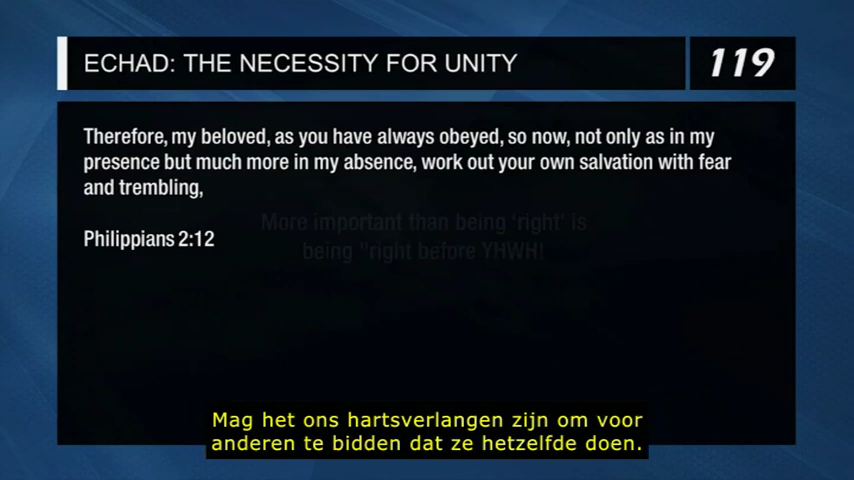 ECHAD: THE NECESSITY FOR UNITY
119
Therefore, my beloved, as you have always obeyed, so now, not only as in my
presence but much more in my absence, work out your own salvation with fear
and trembling,
More important than being 'right' is
Philippians 2:12
being "right before YHWH!
Mag het ons hartsverlangen zijn om voor
anderen te bidden dat ze hetzelfde doen.